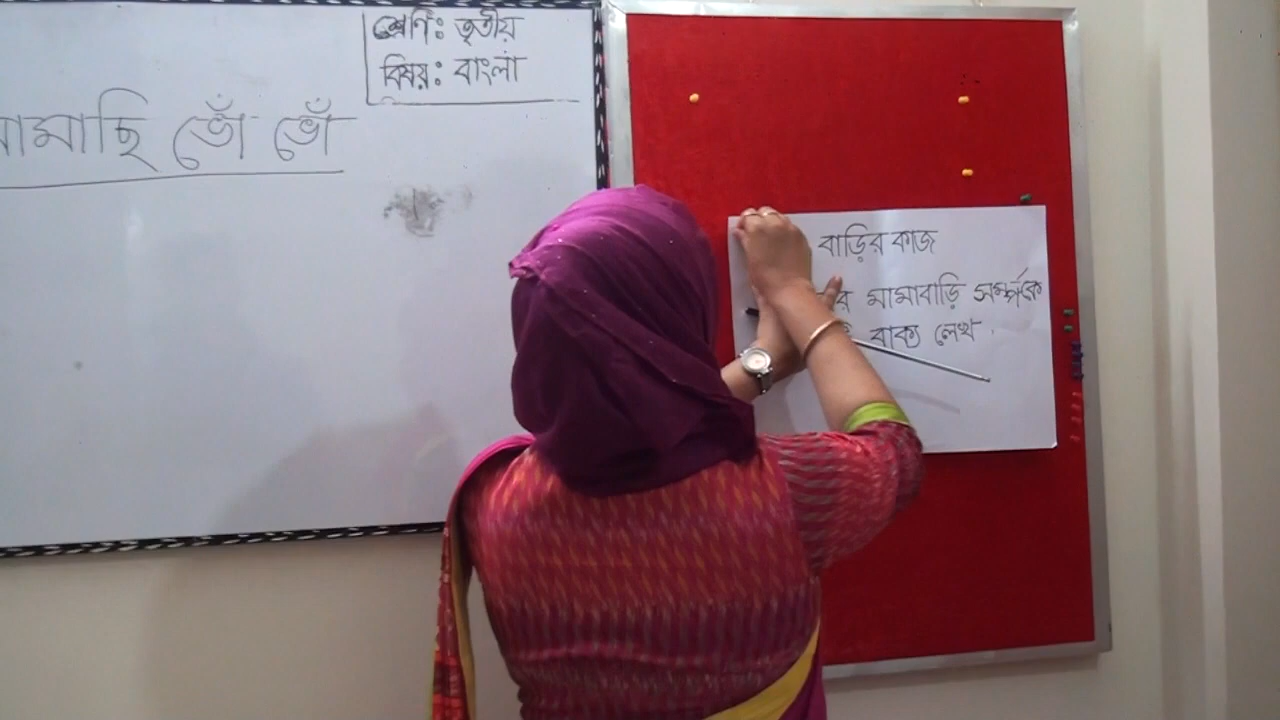 শ্রেণি: তৃতীয়
বিষয়: বাংলা
মাছি ভোঁ ভোঁ
বাড়ির কাজ
মামাবাড়ি সম্পর্কে
বাক্য লেখ